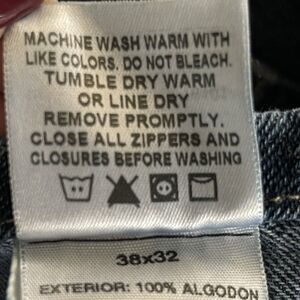 MACHINE WASH WARM WITH
LIKE COLORS. DO NOT BLEACH.
TUMBLE DRY WARM
OR LINE DRY
REMOVE PROMPTLY.
CLOSE ALL ZIPPERS AND
CLOSURES BEFORE WASHING
38x32
EXTERIOR: 100% ALGODON